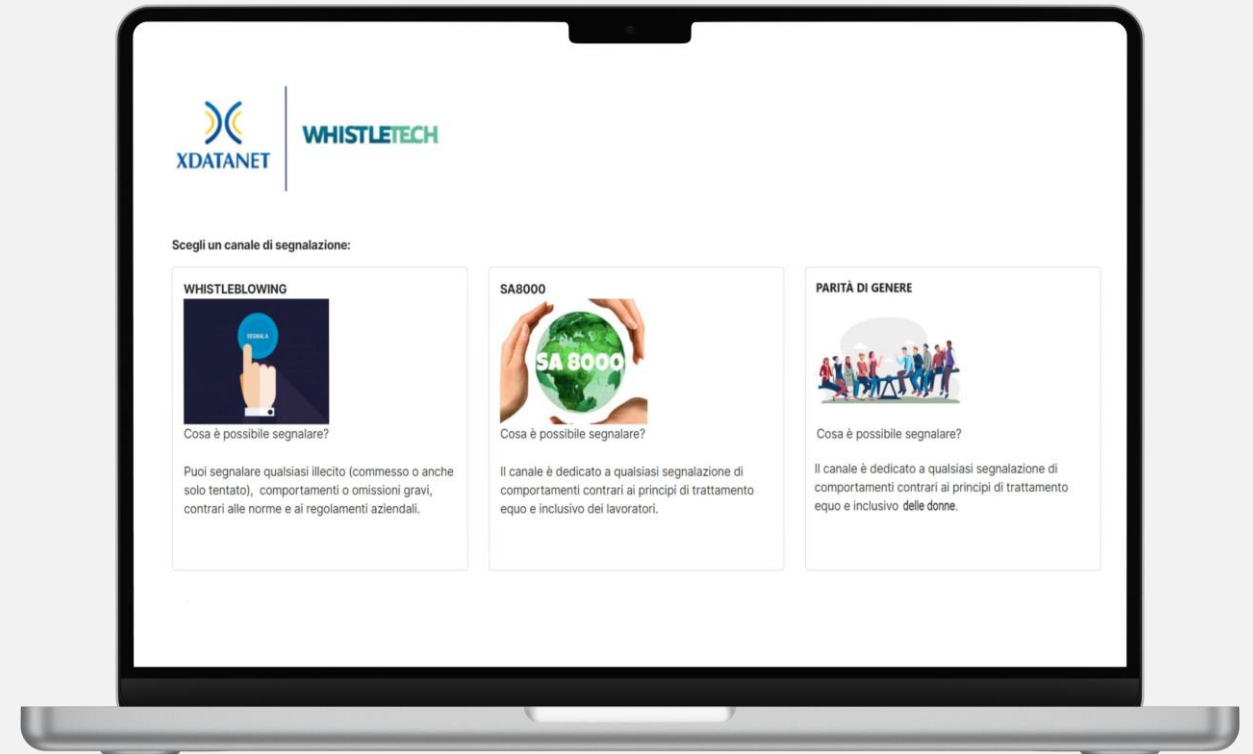 XDATANET
WHISTLETECH
Scegli un canale di segnalazione:
WHISTLEBLOWING
SEGNALA
Cosa è possibile segnalare?
Puoi segnalare qualsiasi illecito (commesso o anche
solo tentato), comportamenti o omissioni gravi,
contrari alle norme e ai regolamenti aziendali.
SA8000
SA 8000
Cosa è possibile segnalare?
Il canale è dedicato a qualsiasi segnalazione di
comportamenti contrari ai principi di trattamento
equo e inclusivo dei lavoratori.
PARITÀ DI GENERE
Cosa è possibile segnalare?
Il canale è dedicato a qualsiasi segnalazione di
comportamenti contrari ai principi di trattamento
equo e inclusivo delle donne.